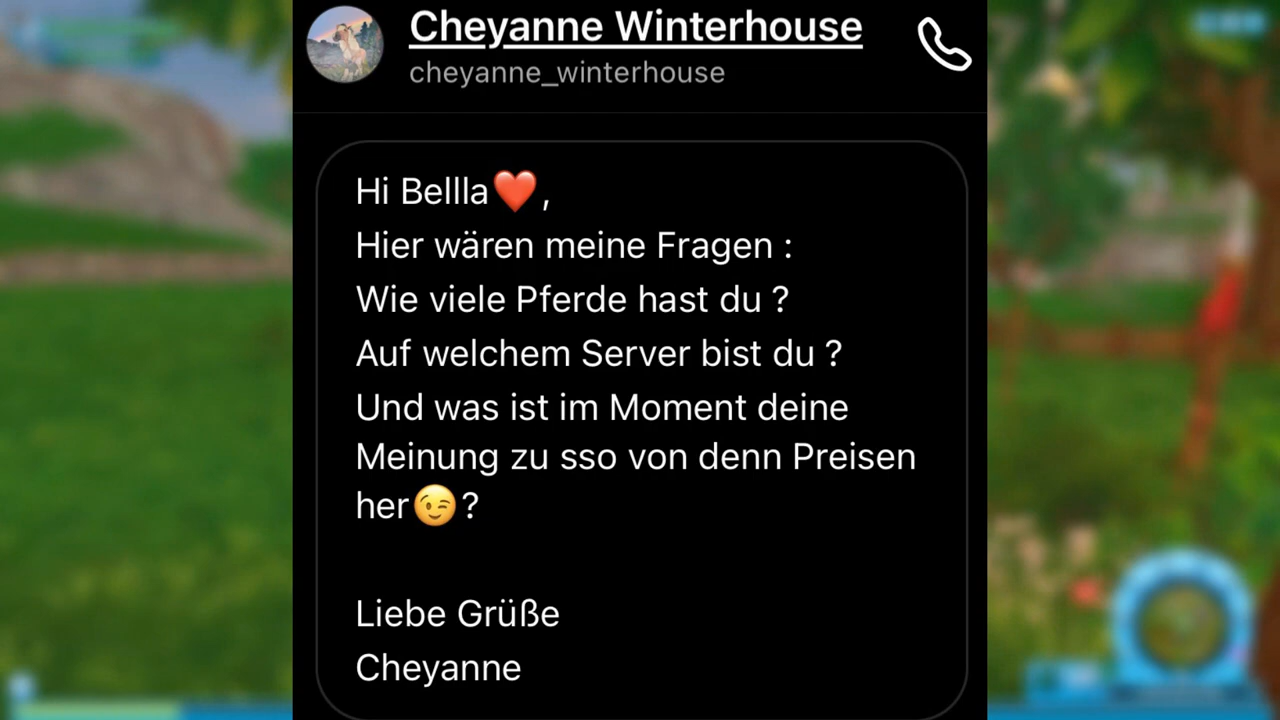 Cheyanne Winterhouse
cheyanne_winterhouse
Hi Bellla❤️,
Hier wären meine Fragen :
Wie viele Pferde hast du ?
Auf welchem Server bist du ?
Und was ist im Moment deine
Meinung zu sso von denn Preisen
her😉?
Liebe Grüße
Cheyanne